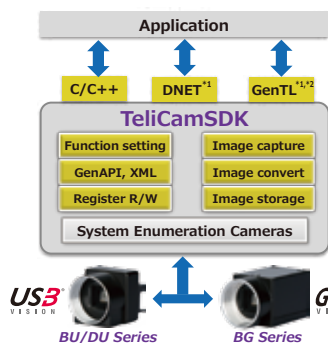 Application
C/C++ DNET*1 GenTL*1,*2
TeliCamSDK
Function setting Image capture
GenAPI, XML Image convert
Register R/W Image storage
System Enumeration Cameras
USB3 G
VISION VI
BU/DU Series BG Series